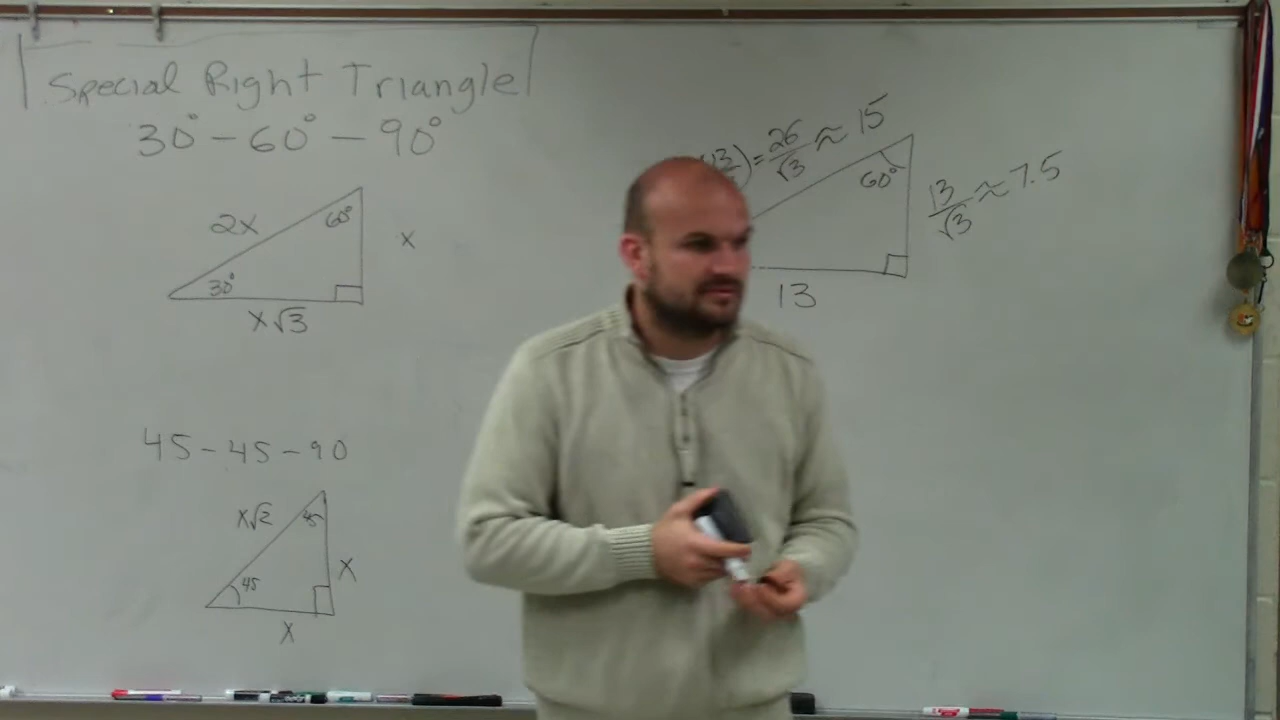 Special Right Triangle
30° - 60° - 90°
2x
60°
x
30°
x√3
45 - 45 - 90
x√2
45
45
x
x
= 26/√3 ≈ 15
60°
13/√3 ≈ 7.5
13